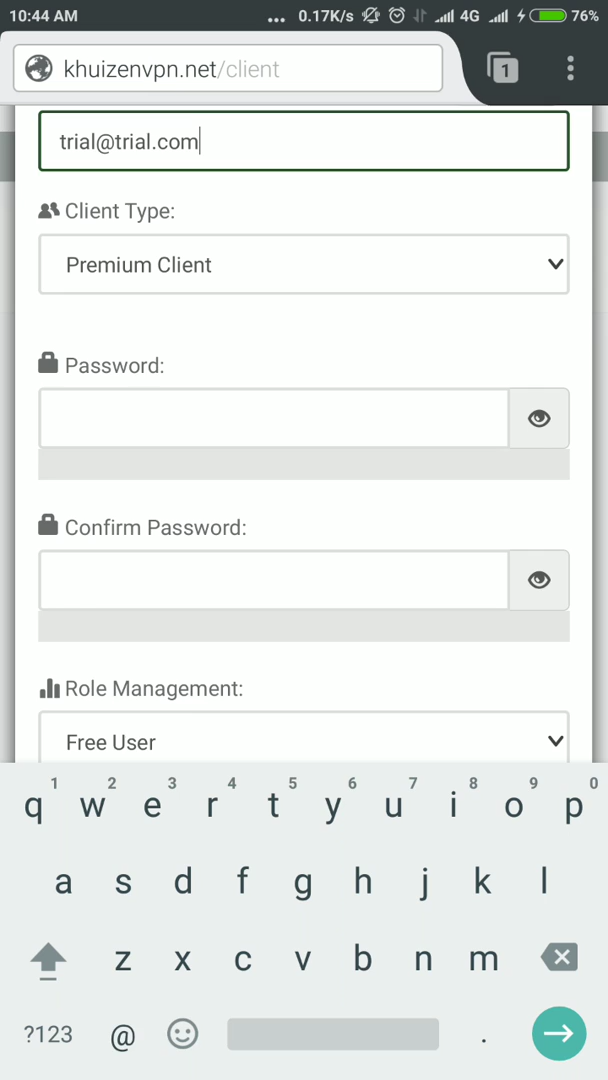 10:44 AM ... 0.17K/s 4G 76%
khuizenvpn.net/client 1
trial@trial.com
Client Type:
Premium Client
Password:
Confirm Password:
Role Management:
Free User
1 2 3 4 5 6 7 8 9 0
q w e r t y u i o p
a s d f g h j k l
z x c v b n m
?123 @ .